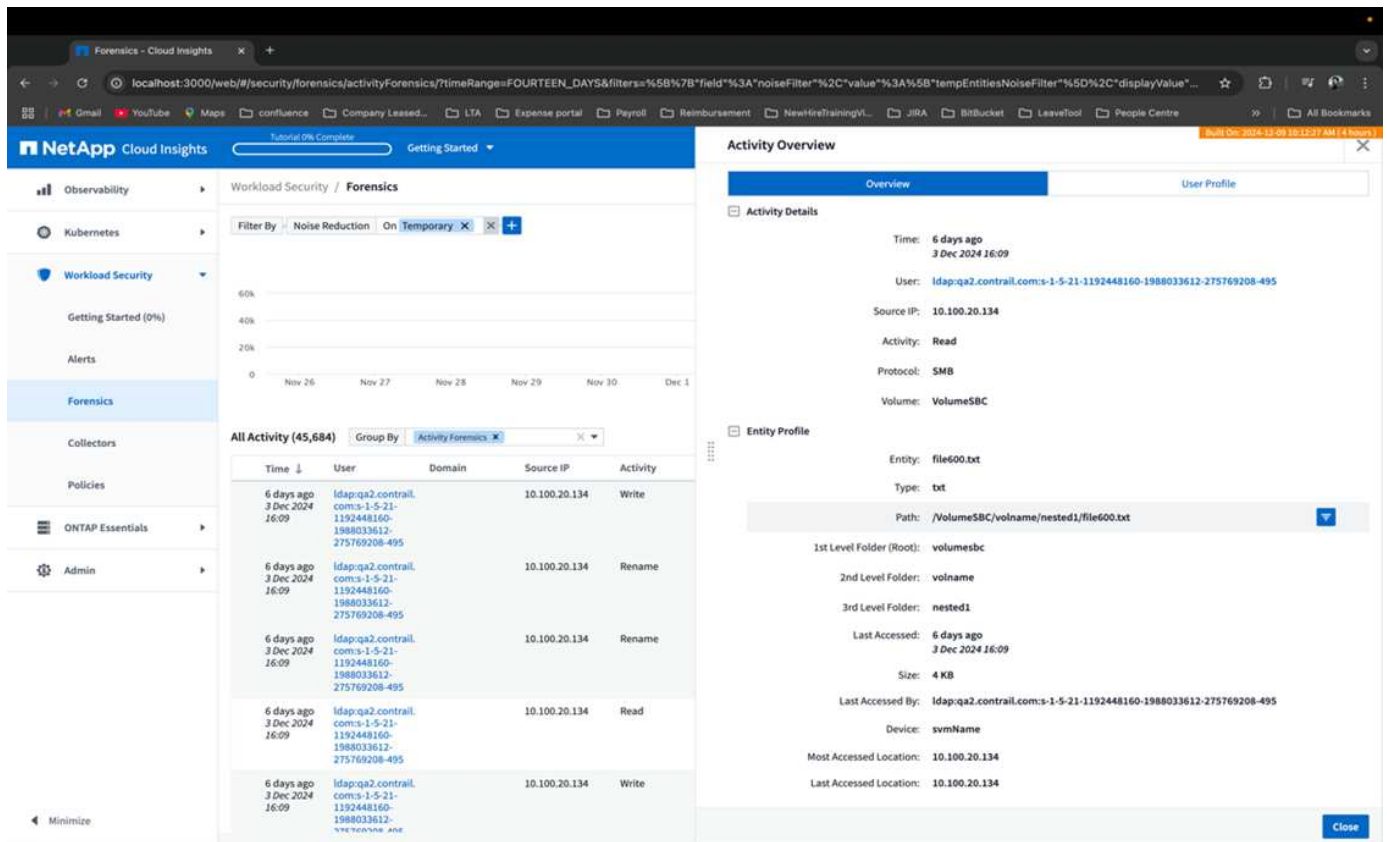 Forensics - Cloud Insights
localhost:3000/web/#/security/forensics/activityForensics/?timeRange=FOURTEEN_DAYS&filters=%5B%7B"field"%3A"noiseFilter"%2C"value"%3A%5B"tempEntitiesNoiseFilter"%5D%2C"displayValue"...
Gmail YouTube Maps confluence Company Leased... LTA Expense portal Payroll Reimbursement NewHireTrainingVi... JIRA BitBucket LeaveTool People Centre » All Bookmarks
Built On: 2024-12-09 10:12:27 AM ( 4 hours )
NetApp Cloud Insights
Tutorial 0% Complete
Getting Started
Observability
Kubernetes
Workload Security
Getting Started (0%)
Alerts
Forensics
Collectors
Policies
ONTAP Essentials
Admin
Minimize
Workload Security / Forensics
Filter By Noise Reduction On Temporary X X +
60k
40k
20k
0
Nov 26 Nov 27 Nov 28 Nov 29 Nov 30 Dec 1
All Activity (45,684) Group By Activity Forensics X
Time ↓ User Domain Source IP Activity
6 days ago ldap:qa2.contrail. 10.100.20.134 Write
3 Dec 2024 com:s-1-5-21-
16:09 1192448160-
1988033612-
275769208-495
6 days ago ldap:qa2.contrail. 10.100.20.134 Rename
3 Dec 2024 com:s-1-5-21-
16:09 1192448160-
1988033612-
275769208-495
6 days ago ldap:qa2.contrail. 10.100.20.134 Rename
3 Dec 2024 com:s-1-5-21-
16:09 1192448160-
1988033612-
275769208-495
6 days ago ldap:qa2.contrail. 10.100.20.134 Read
3 Dec 2024 com:s-1-5-21-
16:09 1192448160-
1988033612-
275769208-495
6 days ago ldap:qa2.contrail. 10.100.20.134 Write
3 Dec 2024 com:s-1-5-21-
16:09 1192448160-
1988033612-
275769208-495
Activity Overview
Overview User Profile
Activity Details
Time: 6 days ago
3 Dec 2024 16:09
User: ldap:qa2.contrail.com:s-1-5-21-1192448160-1988033612-275769208-495
Source IP: 10.100.20.134
Activity: Read
Protocol: SMB
Volume: VolumeSBC
Entity Profile
Entity: file600.txt
Type: txt
Path: /VolumeSBC/volname/nested1/file600.txt
1st Level Folder (Root): volumesbc
2nd Level Folder: volname
3rd Level Folder: nested1
Last Accessed: 6 days ago
3 Dec 2024 16:09
Size: 4 KB
Last Accessed By: ldap:qa2.contrail.com:s-1-5-21-1192448160-1988033612-275769208-495
Device: svmName
Most Accessed Location: 10.100.20.134
Last Accessed Location: 10.100.20.134
Close